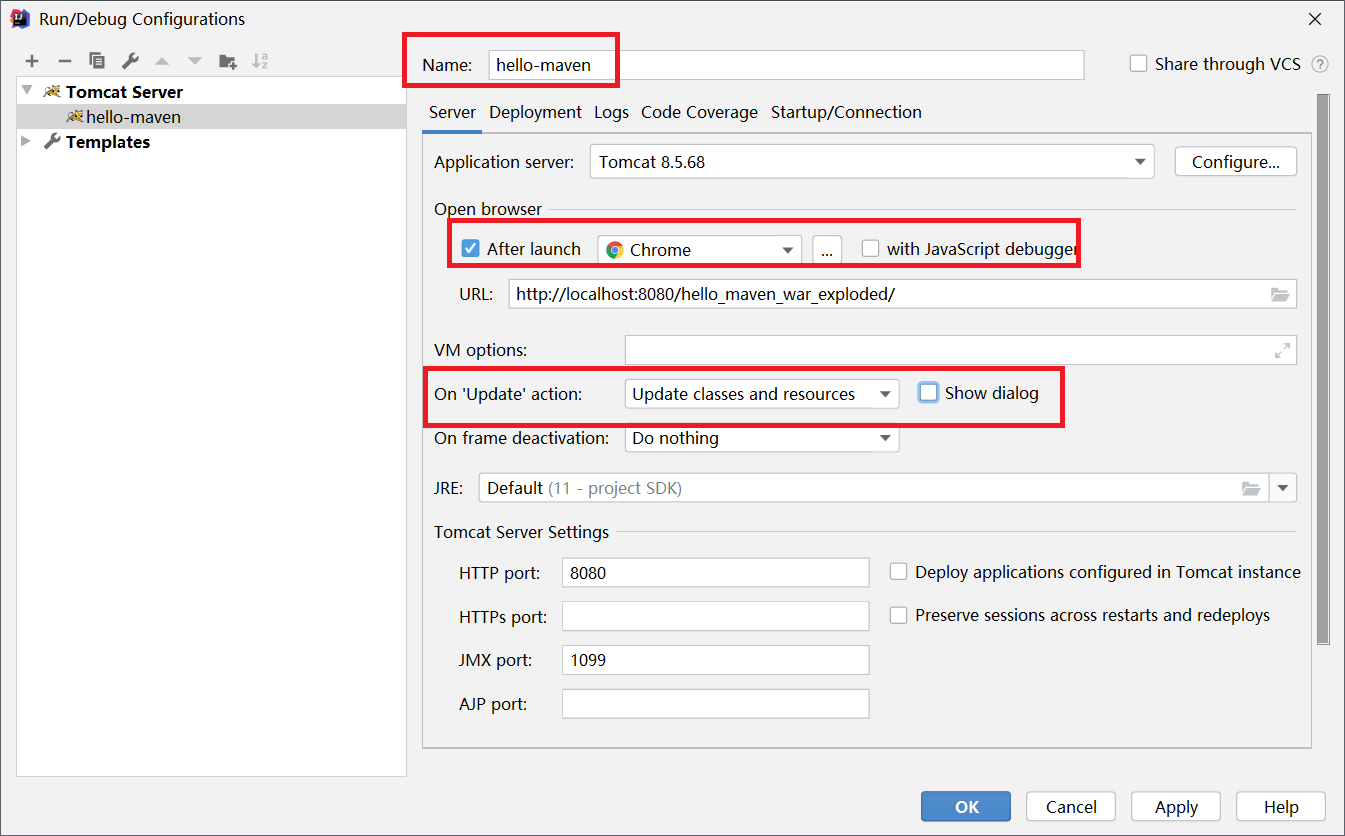 Run/Debug Configurations
Tomcat Server
hello-maven
Templates
Name: hello-maven
Share through VCS ?
Server Deployment Logs Code Coverage Startup/Connection
Application server: Tomcat 8.5.68 Configure...
Open browser
After launch Chrome ... with JavaScript debugger
URL: http://localhost:8080/hello_maven_war_exploded/
VM options:
On 'Update' action: Update classes and resources Show dialog
On frame deactivation: Do nothing
JRE: Default (11 - project SDK)
Tomcat Server Settings
HTTP port: 8080 Deploy applications configured in Tomcat instance
HTTPs port: Preserve sessions across restarts and redeploys
JMX port: 1099
AJP port:
OK Cancel Apply Help